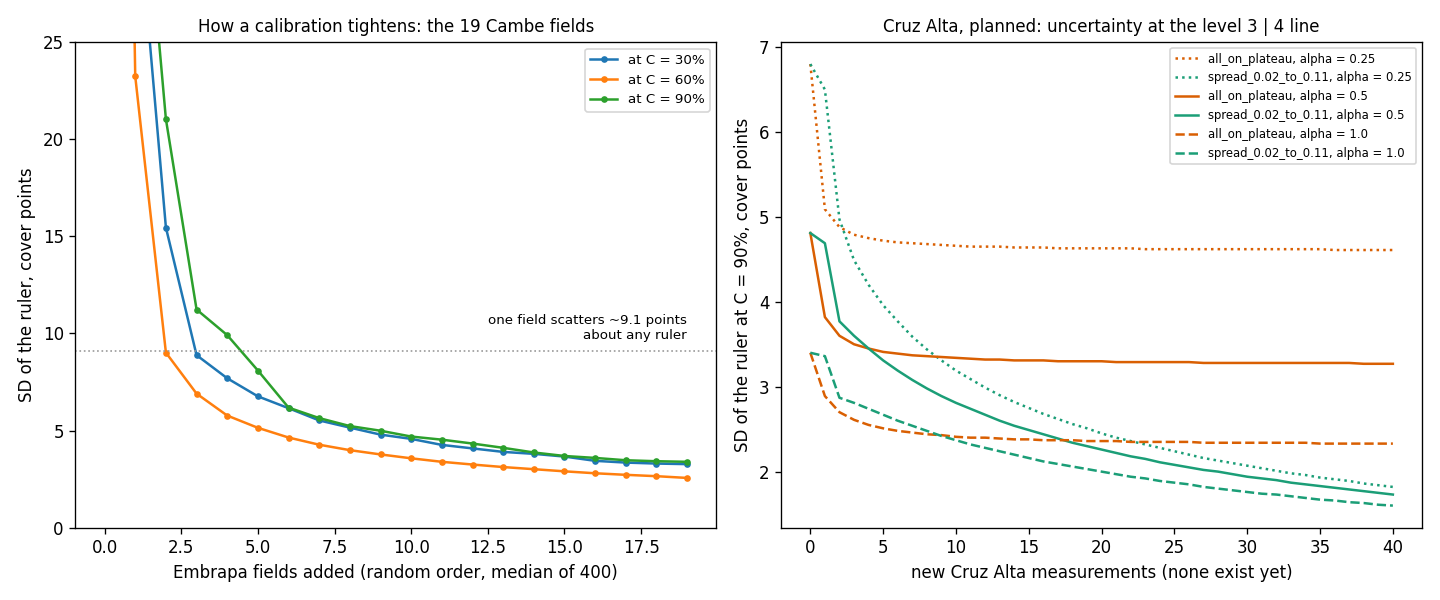 How a calibration tightens: the 19 Cambe fields
SD of the ruler, cover points
25
20
15
10
5
0
at C = 30%
at C = 60%
at C = 90%
one field scatters ~9.1 points
about any ruler
0.0 2.5 5.0 7.5 10.0 12.5 15.0 17.5
Embrapa fields added (random order, median of 400)
Cruz Alta, planned: uncertainty at the level 3 | 4 line
SD of the ruler at C = 90%, cover points
7
6
5
4
3
2
all_on_plateau, alpha = 0.25
spread_0.02_to_0.11, alpha = 0.25
all_on_plateau, alpha = 0.5
spread_0.02_to_0.11, alpha = 0.5
all_on_plateau, alpha = 1.0
spread_0.02_to_0.11, alpha = 1.0
0 5 10 15 20 25 30 35 40
new Cruz Alta measurements (none exist yet)